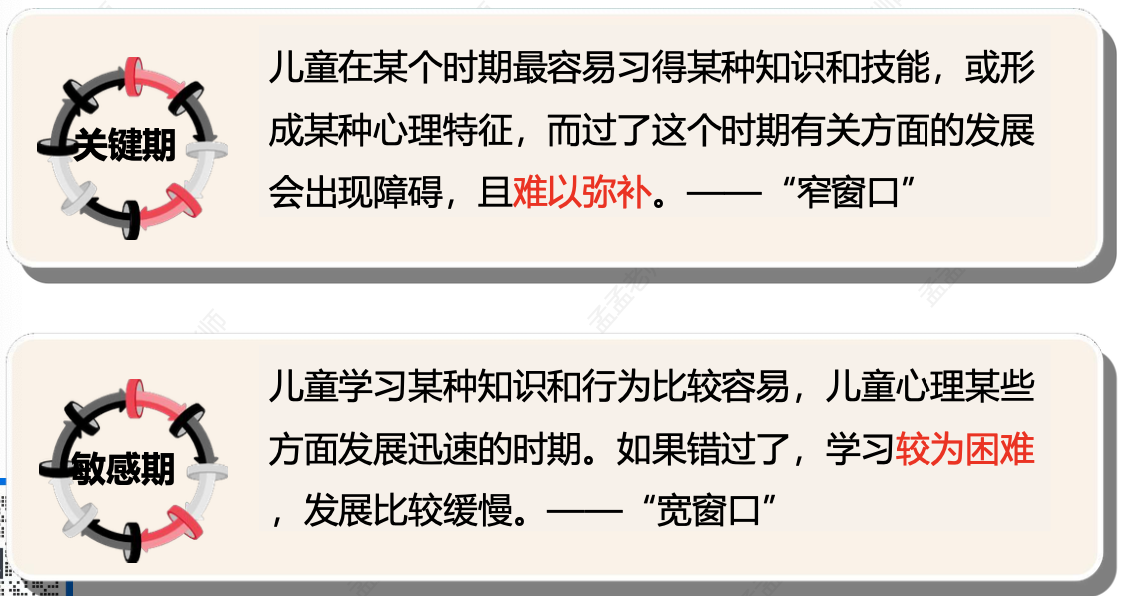 关键期
儿童在某个时期最容易习得某种知识和技能，或形
成某种心理特征，而过了这个时期有关方面的发展
会出现障碍，且难以弥补。——“窄窗口”
敏感期
儿童学习某种知识和行为比较容易，儿童心理某些
方面发展迅速的时期。如果错过了，学习较为困难
，发展比较缓慢。——“宽窗口”